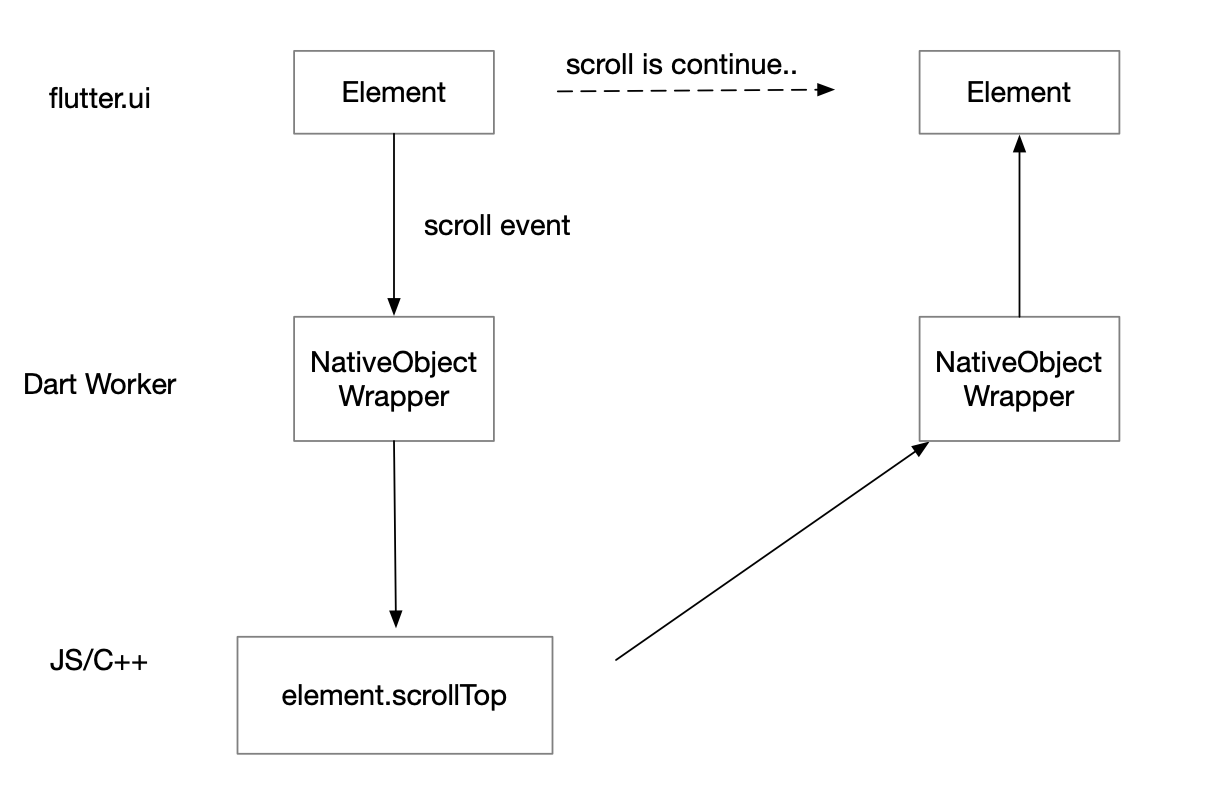 scroll is continue..
flutter.ui
Element
Element
scroll event
Dart Worker
NativeObject
Wrapper
NativeObject
Wrapper
JS/C++
element.scrollTop